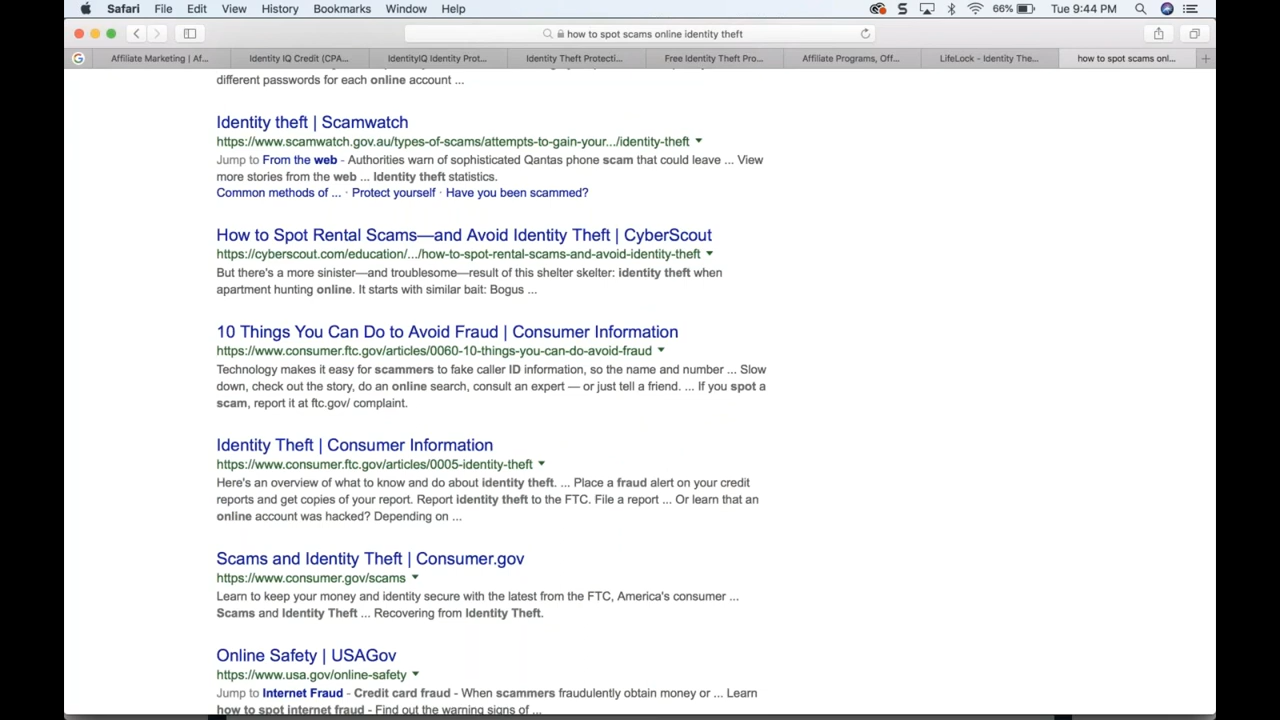 Safari File Edit View History Bookmarks Window Help 66% Tue 9:44 PM
how to spot scams online identity theft
Affiliate Marketing | Af... Identity IQ Credit (CPA... IdentityIQ Identity Prot... Identity Theft Protecti... Free Identity Theft Pro... Affiliate Programs, Off... LifeLock - Identity The... how to spot scams onl...
different passwords for each online account ...
Identity theft | Scamwatch
https://www.scamwatch.gov.au/types-of-scams/attempts-to-gain-your.../identity-theft
Jump to From the web - Authorities warn of sophisticated Qantas phone scam that could leave ... View
more stories from the web ... Identity theft statistics.
Common methods of ... · Protect yourself · Have you been scammed?
How to Spot Rental Scams—and Avoid Identity Theft | CyberScout
https://cyberscout.com/education/.../how-to-spot-rental-scams-and-avoid-identity-theft
But there's a more sinister—and troublesome—result of this shelter skelter: identity theft when
apartment hunting online. It starts with similar bait: Bogus ...
10 Things You Can Do to Avoid Fraud | Consumer Information
https://www.consumer.ftc.gov/articles/0060-10-things-you-can-do-avoid-fraud
Technology makes it easy for scammers to fake caller ID information, so the name and number ... Slow
down, check out the story, do an online search, consult an expert — or just tell a friend. ... If you spot a
scam, report it at ftc.gov/ complaint.
Identity Theft | Consumer Information
https://www.consumer.ftc.gov/articles/0005-identity-theft
Here's an overview of what to know and do about identity theft. ... Place a fraud alert on your credit
reports and get copies of your report. Report identity theft to the FTC. File a report ... Or learn that an
online account was hacked? Depending on ...
Scams and Identity Theft | Consumer.gov
https://www.consumer.gov/scams
Learn to keep your money and identity secure with the latest from the FTC, America's consumer ...
Scams and Identity Theft ... Recovering from Identity Theft.
Online Safety | USAGov
https://www.usa.gov/online-safety
Jump to Internet Fraud - Credit card fraud - When scammers fraudulently obtain money or ... Learn
how to spot internet fraud - Find out the warning signs of ...